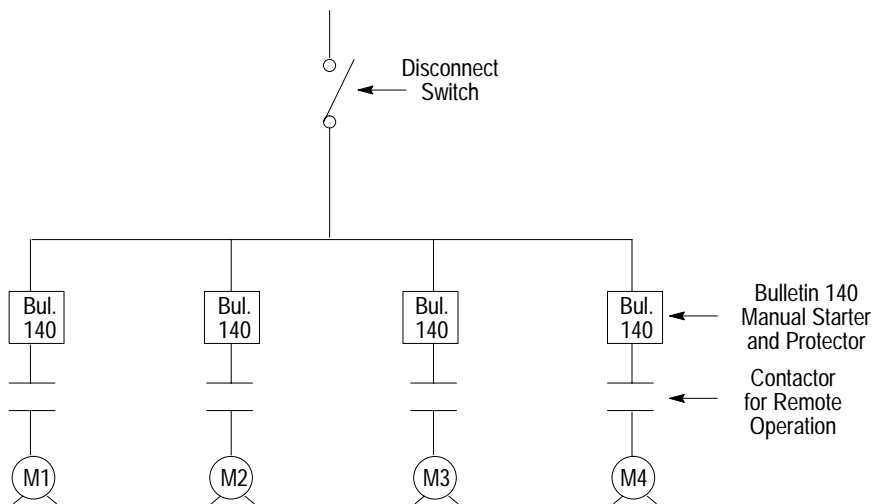 Disconnect
Switch
Bul.
140
Bul.
140
Bul.
140
Bul.
140
Bulletin 140
Manual Starter
and Protector
Contactor
for Remote
Operation
M1
M2
M3
M4